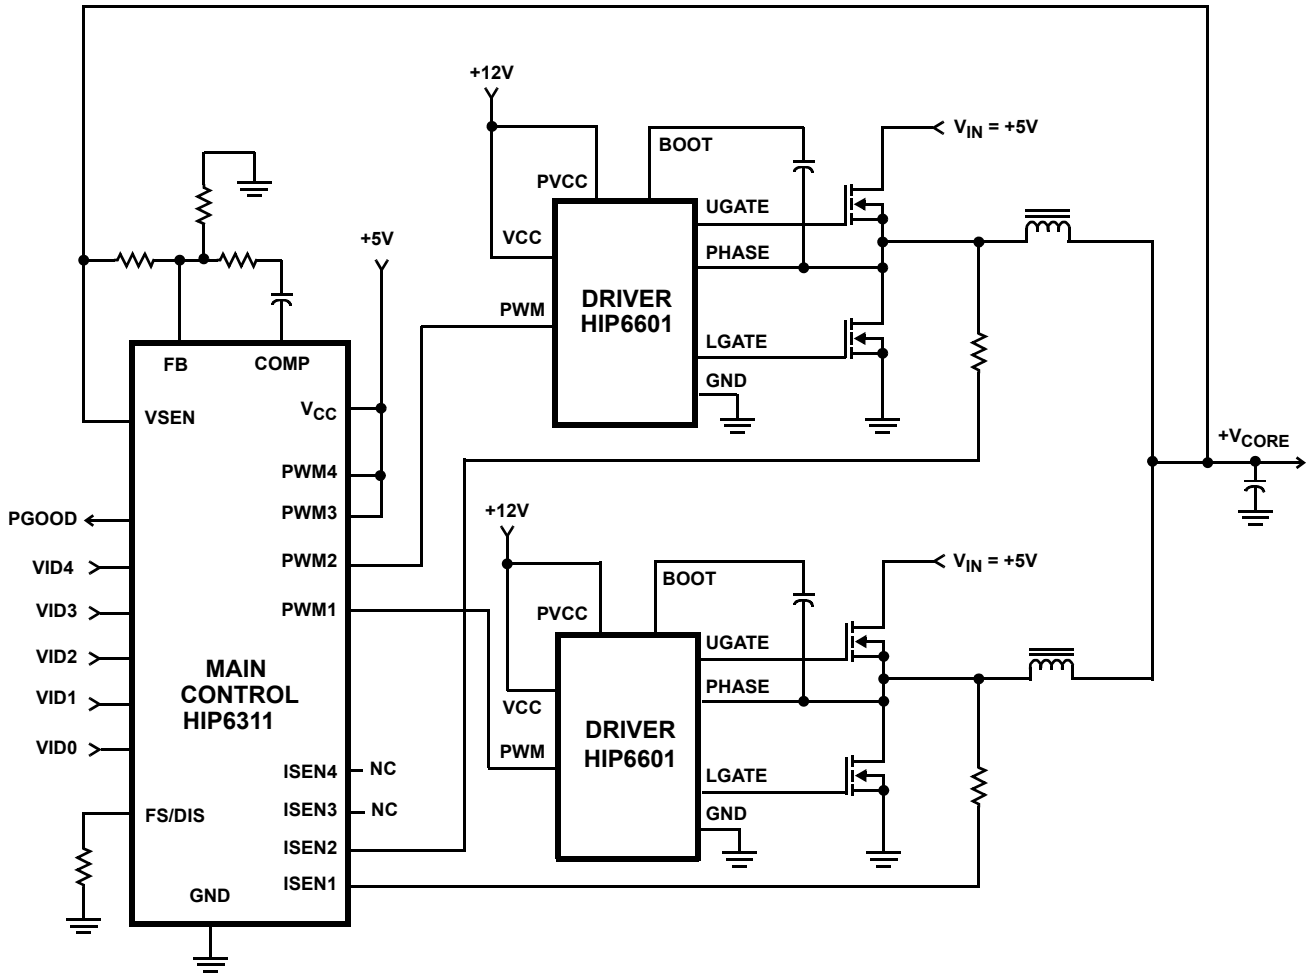 +12V
BOOT
V_IN = +5V
PVCC
UGATE
+5V
VCC
PHASE
DRIVER
HIP6601
PWM
LGATE
GND
FB
COMP
VSEN
V_CC
PWM4
PWM3
PWM2
PWM1
PGOOD
VID4
VID3
VID2
VID1
VID0
MAIN
CONTROL
HIP6311
ISEN4
NC
ISEN3
NC
FS/DIS
ISEN2
ISEN1
GND
+V_CORE
+12V
BOOT
V_IN = +5V
PVCC
UGATE
PHASE
VCC
DRIVER
HIP6601
PWM
LGATE
GND